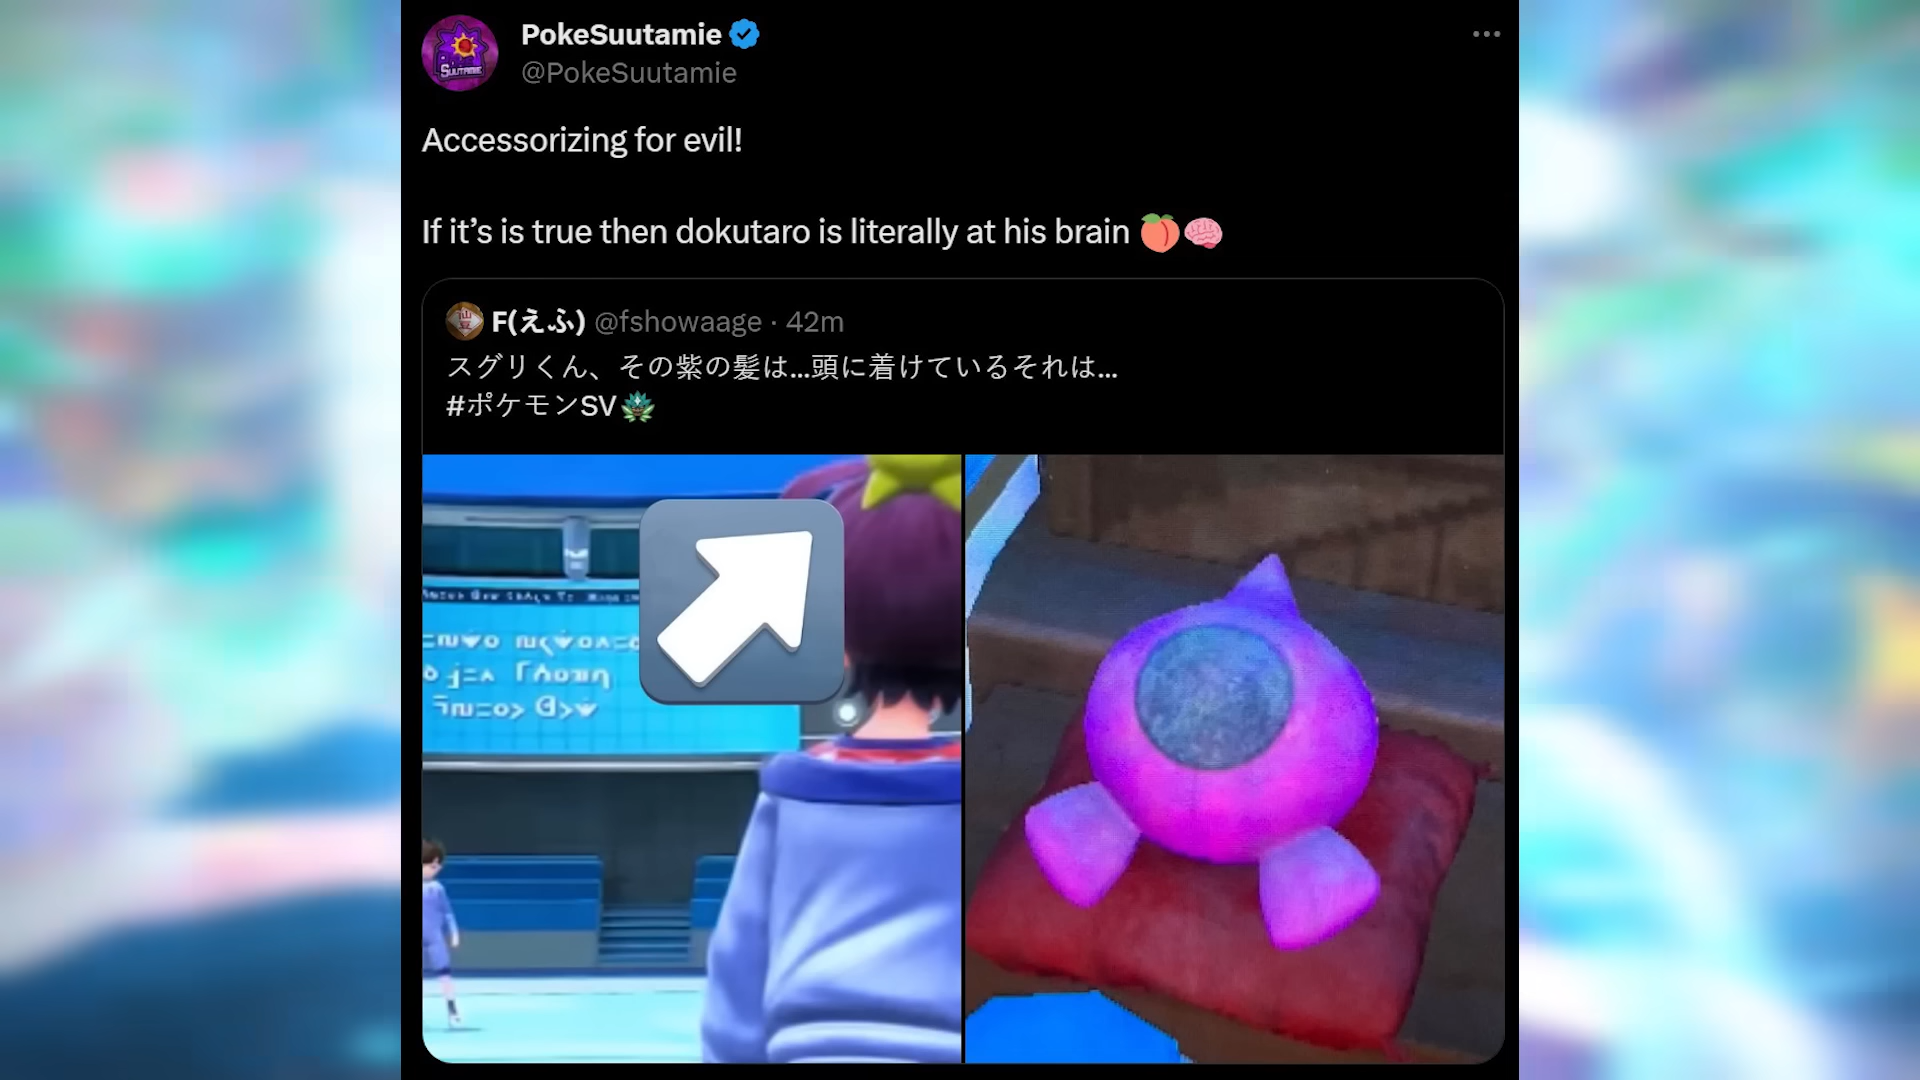 PokeSuutamie
@PokeSuutamie
Accessorizing for evil!
If it’s is true then dokutaro is literally at his brain 🍑🧠
F(えふ) @fshowaage · 42m
スグリくん、その紫の髪は...頭に着けているそれは...
#ポケモンSV